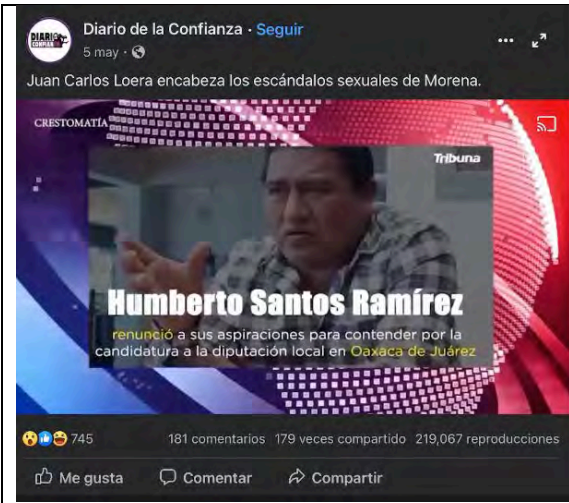 DIARIO
CONFIANZA
Diario de la Confianza · Seguir
5 may ·
Juan Carlos Loera encabeza los escándalos sexuales de Morena.
CRESTOMATÍA
Tribuna
Humberto Santos Ramírez
renunció a sus aspiraciones para contender por la
candidatura a la diputación local en Oaxaca de Juárez
745 181 comentarios 179 veces compartido 219,067 reproducciones
Me gusta Comentar Compartir